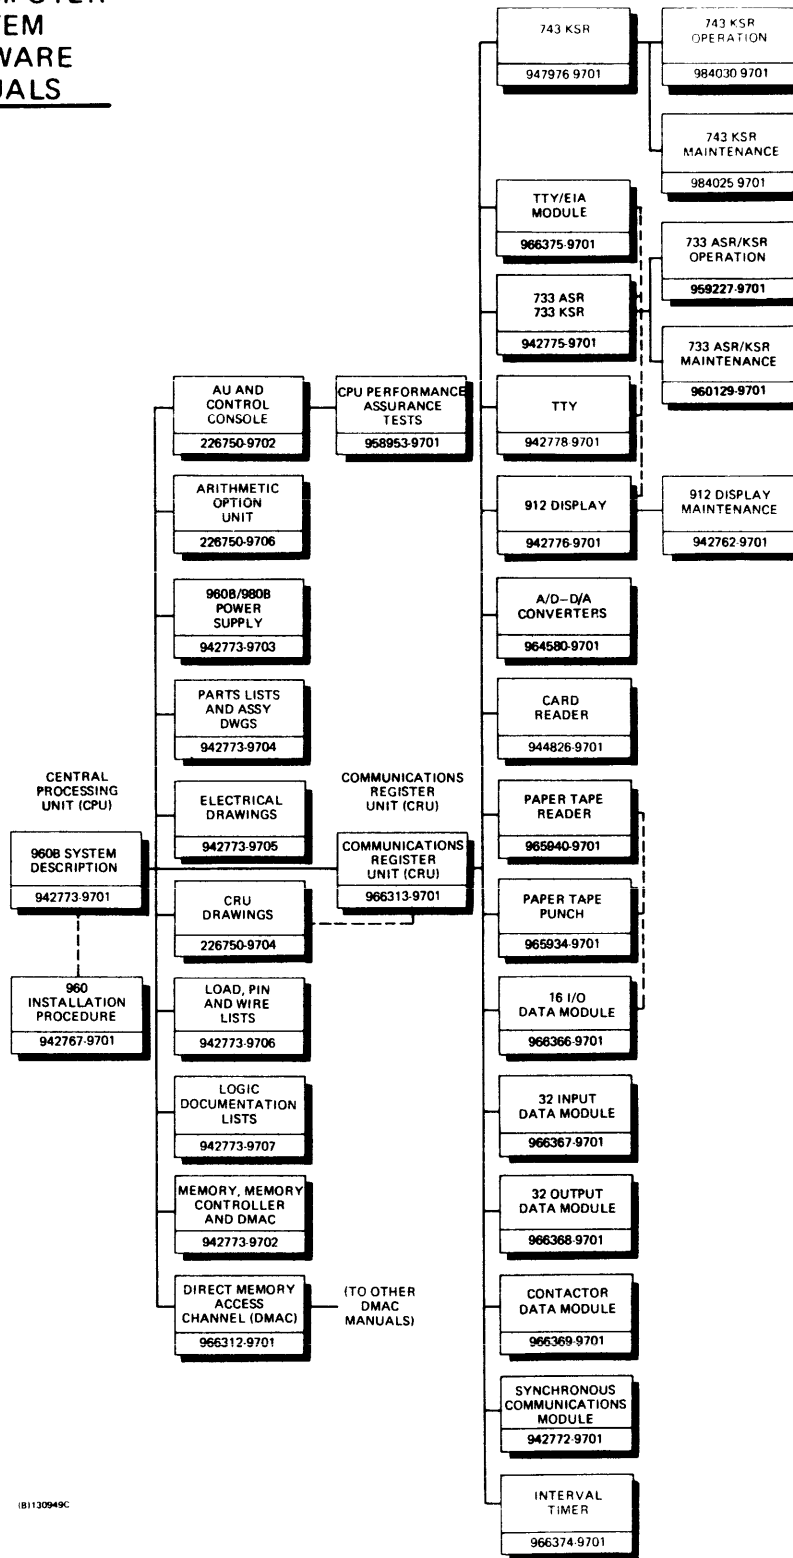 743 KSR
947976 9701
743 KSR
OPERATION
984030 9701
743 KSR
MAINTENANCE
984025 9701
TTY/EIA
MODULE
966375-9701
733 ASR
733 KSR
942775-9701
733 ASR/KSR
OPERATION
959227-9701
733 ASR/KSR
MAINTENANCE
960129-9701
AU AND
CONTROL
CONSOLE
226750-9702
CPU PERFORMANCE
ASSURANCE
TESTS
958953-9701
TTY
942778-9701
ARITHMETIC
OPTION
UNIT
226750-9706
912 DISPLAY
942776-9701
912 DISPLAY
MAINTENANCE
942762-9701
960B/980B
POWER
SUPPLY
942773-9703
A/D-D/A
CONVERTERS
964580-9701
PARTS LISTS
AND ASSY
DWGS
942773-9704
CARD
READER
944826-9701
CENTRAL
PROCESSING
UNIT (CPU)
ELECTRICAL
DRAWINGS
942773-9705
COMMUNICATIONS
REGISTER
UNIT (CRU)
PAPER TAPE
READER
965940-9701
960B SYSTEM
DESCRIPTION
942773-9701
COMMUNICATIONS
REGISTER
UNIT (CRU)
966313-9701
CRU
DRAWINGS
226750-9704
PAPER TAPE
PUNCH
965934-9701
960
INSTALLATION
PROCEDURE
942767-9701
LOAD, PIN
AND WIRE
LISTS
942773-9706
16 I/O
DATA MODULE
966366-9701
LOGIC
DOCUMENTATION
LISTS
942773-9707
32 INPUT
DATA MODULE
966367-9701
MEMORY, MEMORY
CONTROLLER
AND DMAC
942773-9702
32 OUTPUT
DATA MODULE
966368-9701
DIRECT MEMORY
ACCESS
CHANNEL (DMAC)
966312-9701
(TO OTHER
DMAC
MANUALS)
CONTACTOR
DATA MODULE
966369-9701
SYNCHRONOUS
COMMUNICATIONS
MODULE
942772-9701
INTERVAL
TIMER
966374-9701
(B)130949C